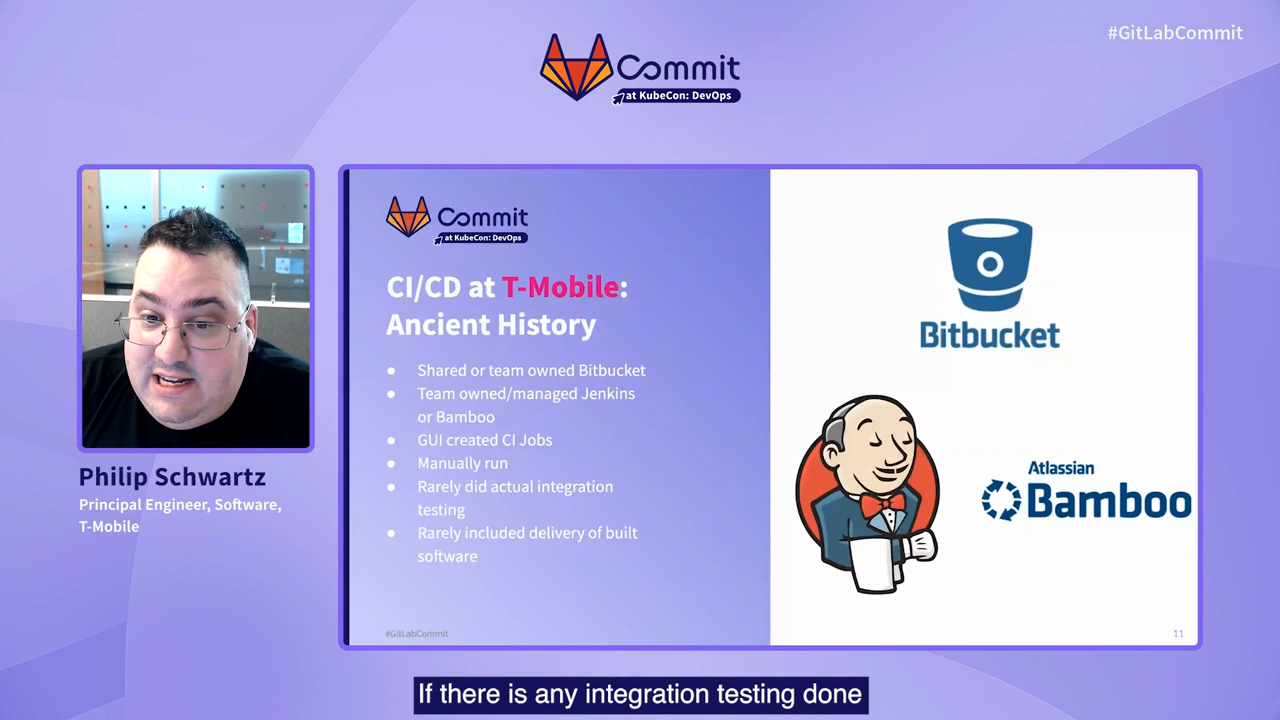 #GitLabCommit
Commit
at KubeCon: DevOps
Philip Schwartz
Principal Engineer, Software,
T-Mobile
Commit
at KubeCon: DevOps
CI/CD at T-Mobile:
Ancient History
● Shared or team owned Bitbucket
● Team owned/managed Jenkins
or Bamboo
● GUI created CI Jobs
● Manually run
● Rarely did actual integration
testing
● Rarely included delivery of built
software
#GitLabCommit
Bitbucket
Atlassian
Bamboo
11
If there is any integration testing done